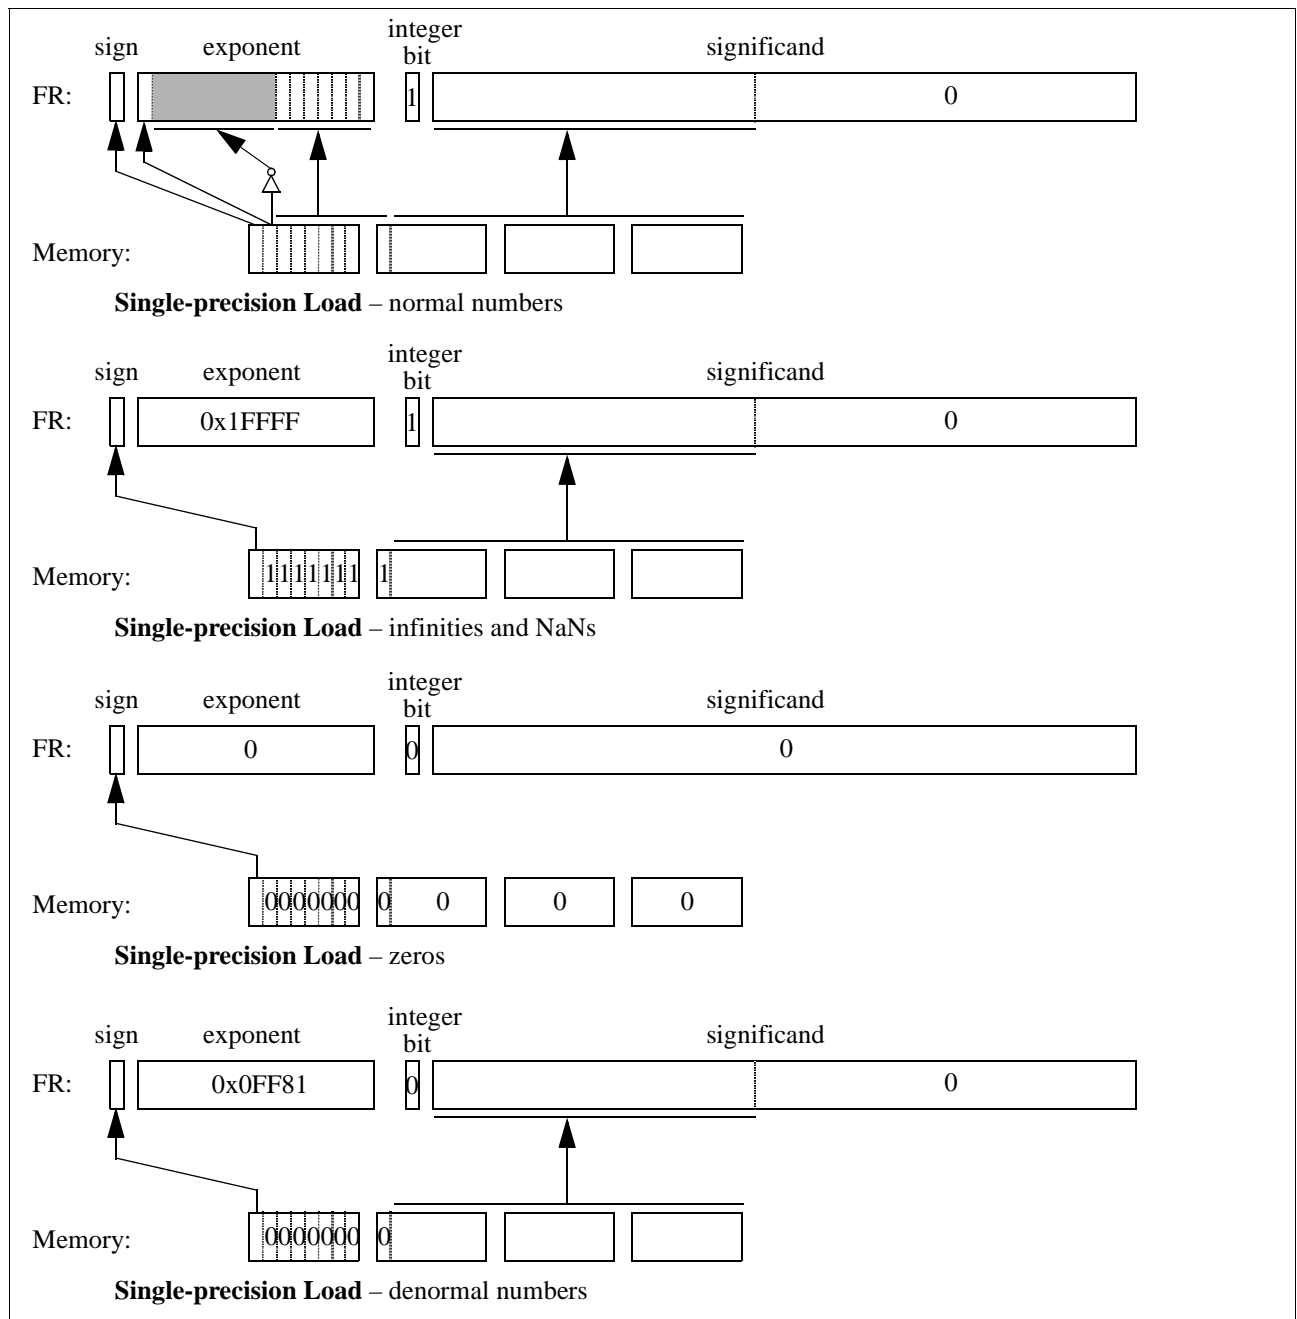 integer
sign exponent bit significand
FR: 1 0
Memory:
Single-precision Load – normal numbers
integer
sign exponent bit significand
FR: 0x1FFFF 1 0
Memory: 1111111 1
Single-precision Load – infinities and NaNs
integer
sign exponent bit significand
FR: 0 0 0
Memory: 0000000 0 0 0 0
Single-precision Load – zeros
integer
sign exponent bit significand
FR: 0x0FF81 0 0
Memory: 0000000 0
Single-precision Load – denormal numbers